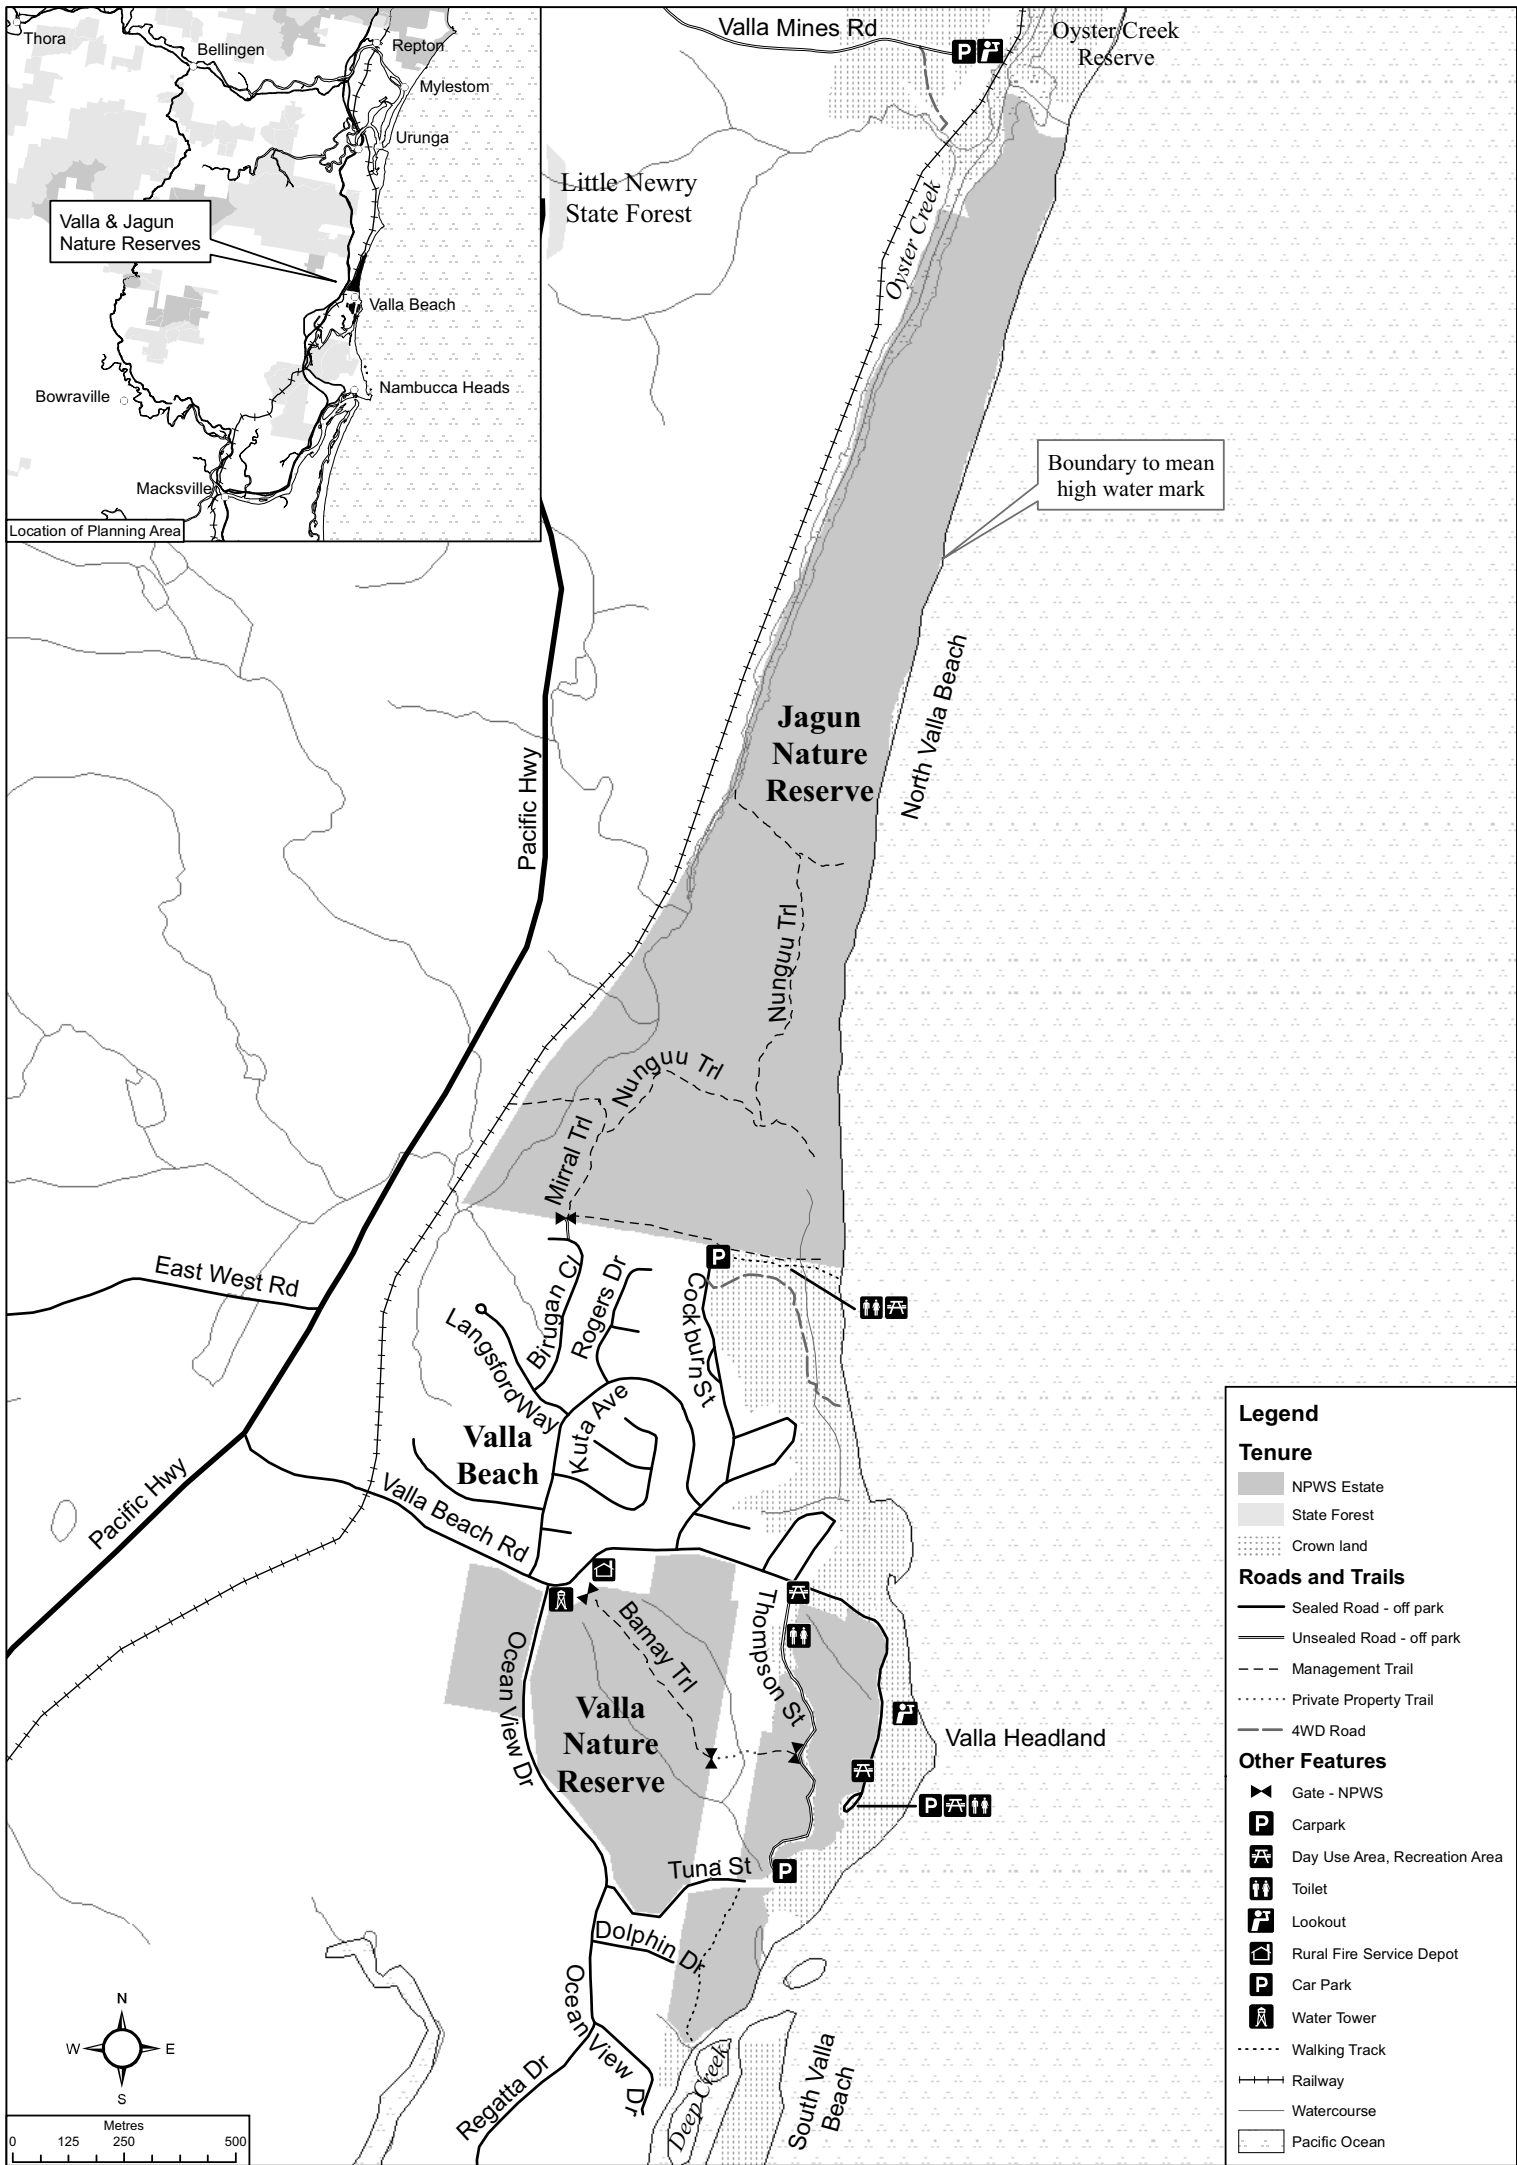 Thora
Bellingen
Repton
Mylestom
Urunga
Valla & Jagun
Nature Reserves
Valla Beach
Bowraville
Nambucca Heads
Macksville
Location of Planning Area
Valla Mines Rd
P
Oyster Creek
Reserve
Little Newry
State Forest
Oyster Creek
Boundary to mean
high water mark
North Valla Beach
Jagun
Nature
Reserve
Pacific Hwy
Nunguu Trl
Nunguu Trl
Mirral Trl
East West Rd
P
Birugan Cl
Rogers Dr
Cockburn St
Langsford Way
Kuta Ave
Valla
Beach
Pacific Hwy
Valla Beach Rd
Bamay Trl
Thompson St
Ocean View Dr
Valla
Nature
Reserve
Valla Headland
P
Tuna St
P
Dolphin Dr
Ocean View Dr
Regatta Dr
Deep Creek
South Valla
Beach
N
W
E
S
Metres
0 125 250 500
Legend
Tenure
NPWS Estate
State Forest
Crown land
Roads and Trails
Sealed Road - off park
Unsealed Road - off park
Management Trail
Private Property Trail
4WD Road
Other Features
Gate - NPWS
P Carpark
Day Use Area, Recreation Area
Toilet
Lookout
Rural Fire Service Depot
P Car Park
Water Tower
Walking Track
Railway
Watercourse
Pacific Ocean